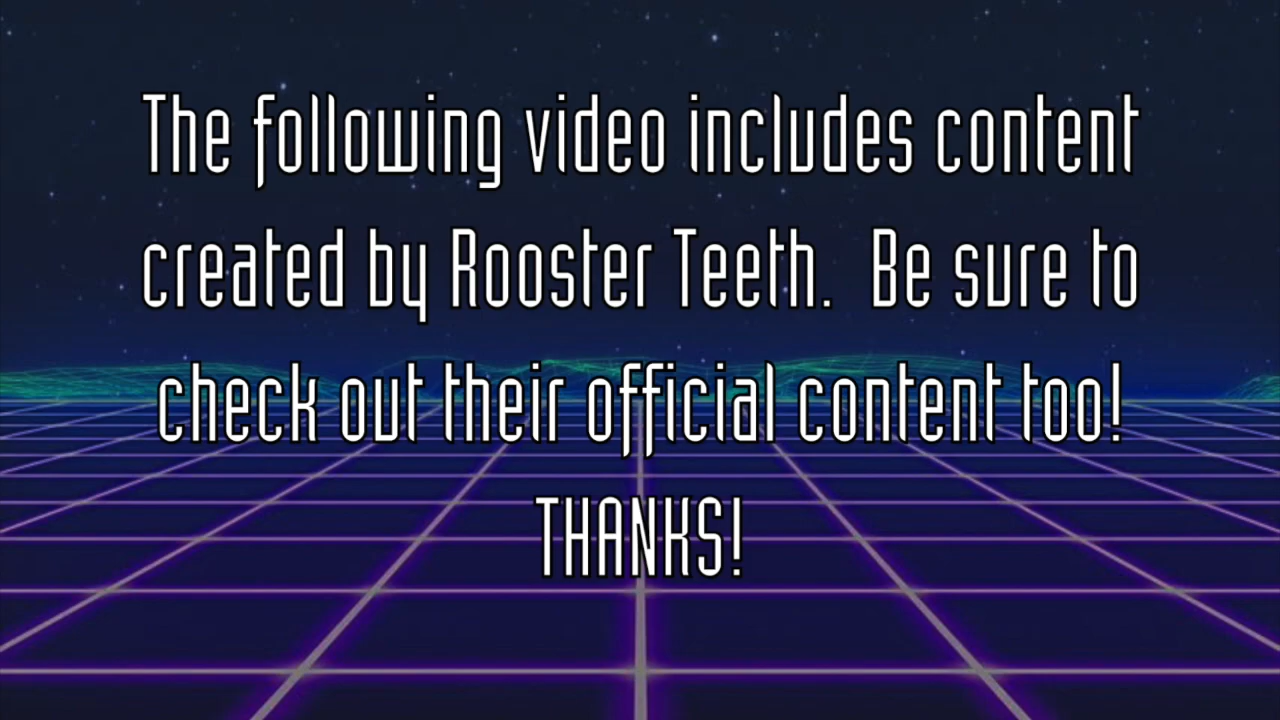 The following video includes content
created by Rooster Teeth.  Be sure to
check out their official content too!
THANKS!